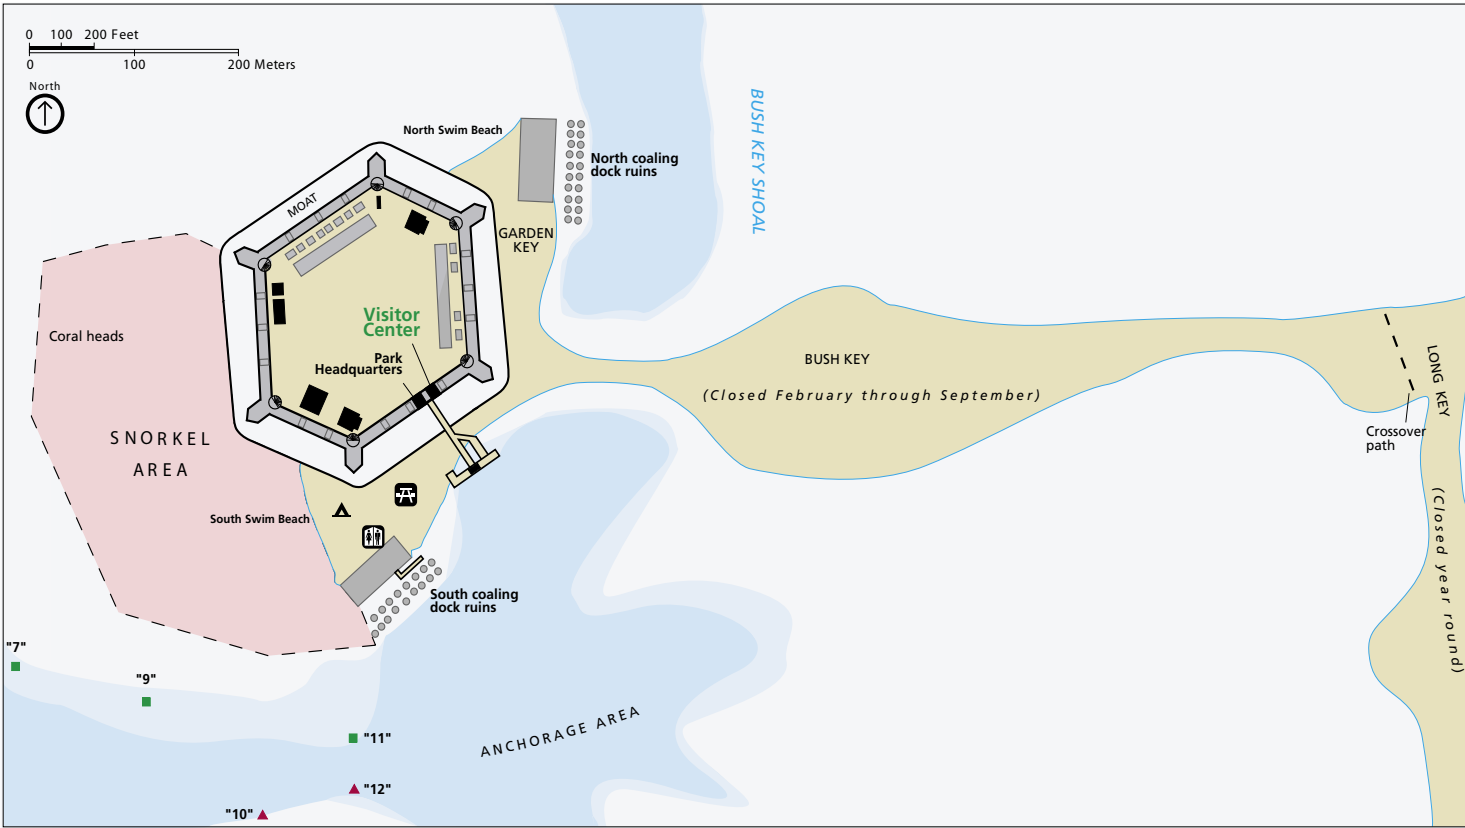 0 100 200 Feet
0 100 200 Meters
North
North Swim Beach
North coaling
dock ruins
BUSH KEY SHOAL
MOAT
GARDEN
KEY
Visitor
Center
Park
Headquarters
Coral heads
SNORKEL
AREA
BUSH KEY
(Closed February through September)
LONG KEY
Crossover
path
(Closed year round)
South Swim Beach
South coaling
dock ruins
"7"
"9"
"11"
"12"
"10"
ANCHORAGE AREA